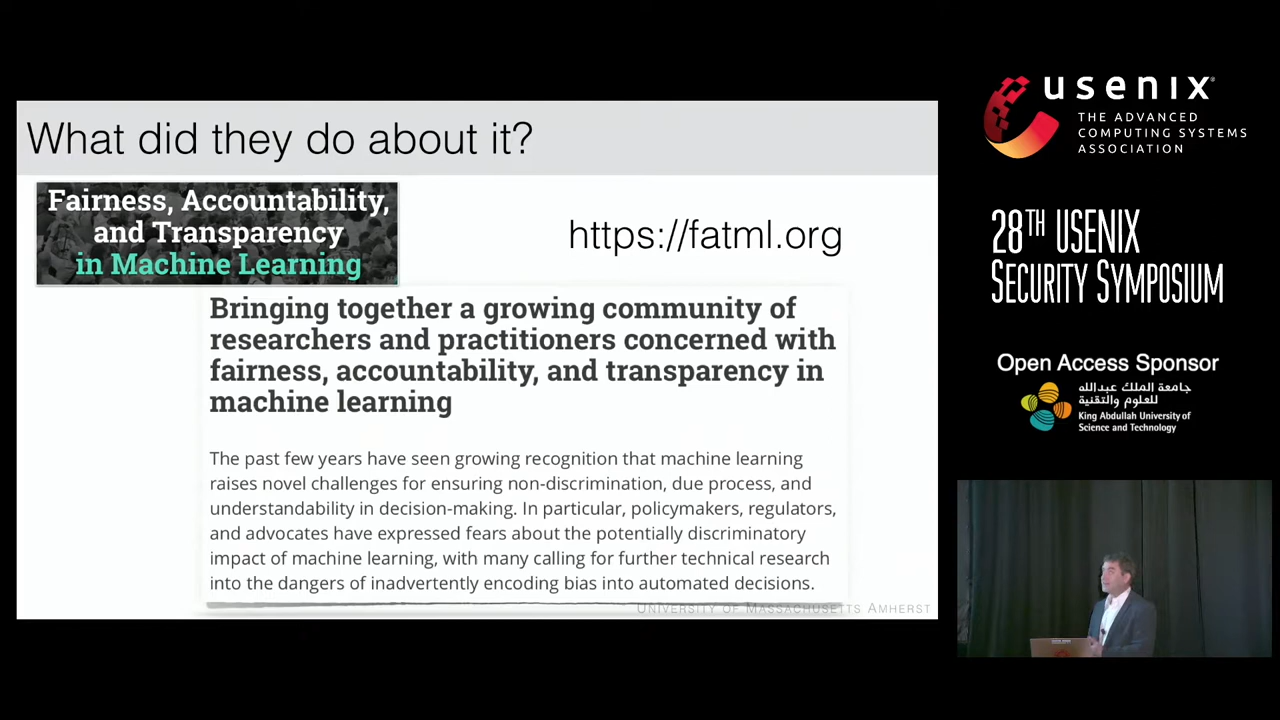 What did they do about it?
Fairness, Accountability,
and Transparency
in Machine Learning
https://fatml.org
Bringing together a growing community of
researchers and practitioners concerned with
fairness, accountability, and transparency in
machine learning
The past few years have seen growing recognition that machine learning
raises novel challenges for ensuring non-discrimination, due process, and
understandability in decision-making. In particular, policymakers, regulators,
and advocates have expressed fears about the potentially discriminatory
impact of machine learning, with many calling for further technical research
into the dangers of inadvertently encoding bias into automated decisions.
UNIVERSITY OF MASSACHUSETTS AMHERST
usenix®
THE ADVANCED
COMPUTING SYSTEMS
ASSOCIATION
28TH USENIX
SECURITY SYMPOSIUM
Open Access Sponsor
جامعة الملك عبدالله
للعلوم والتقنية
King Abdullah University of
Science and Technology